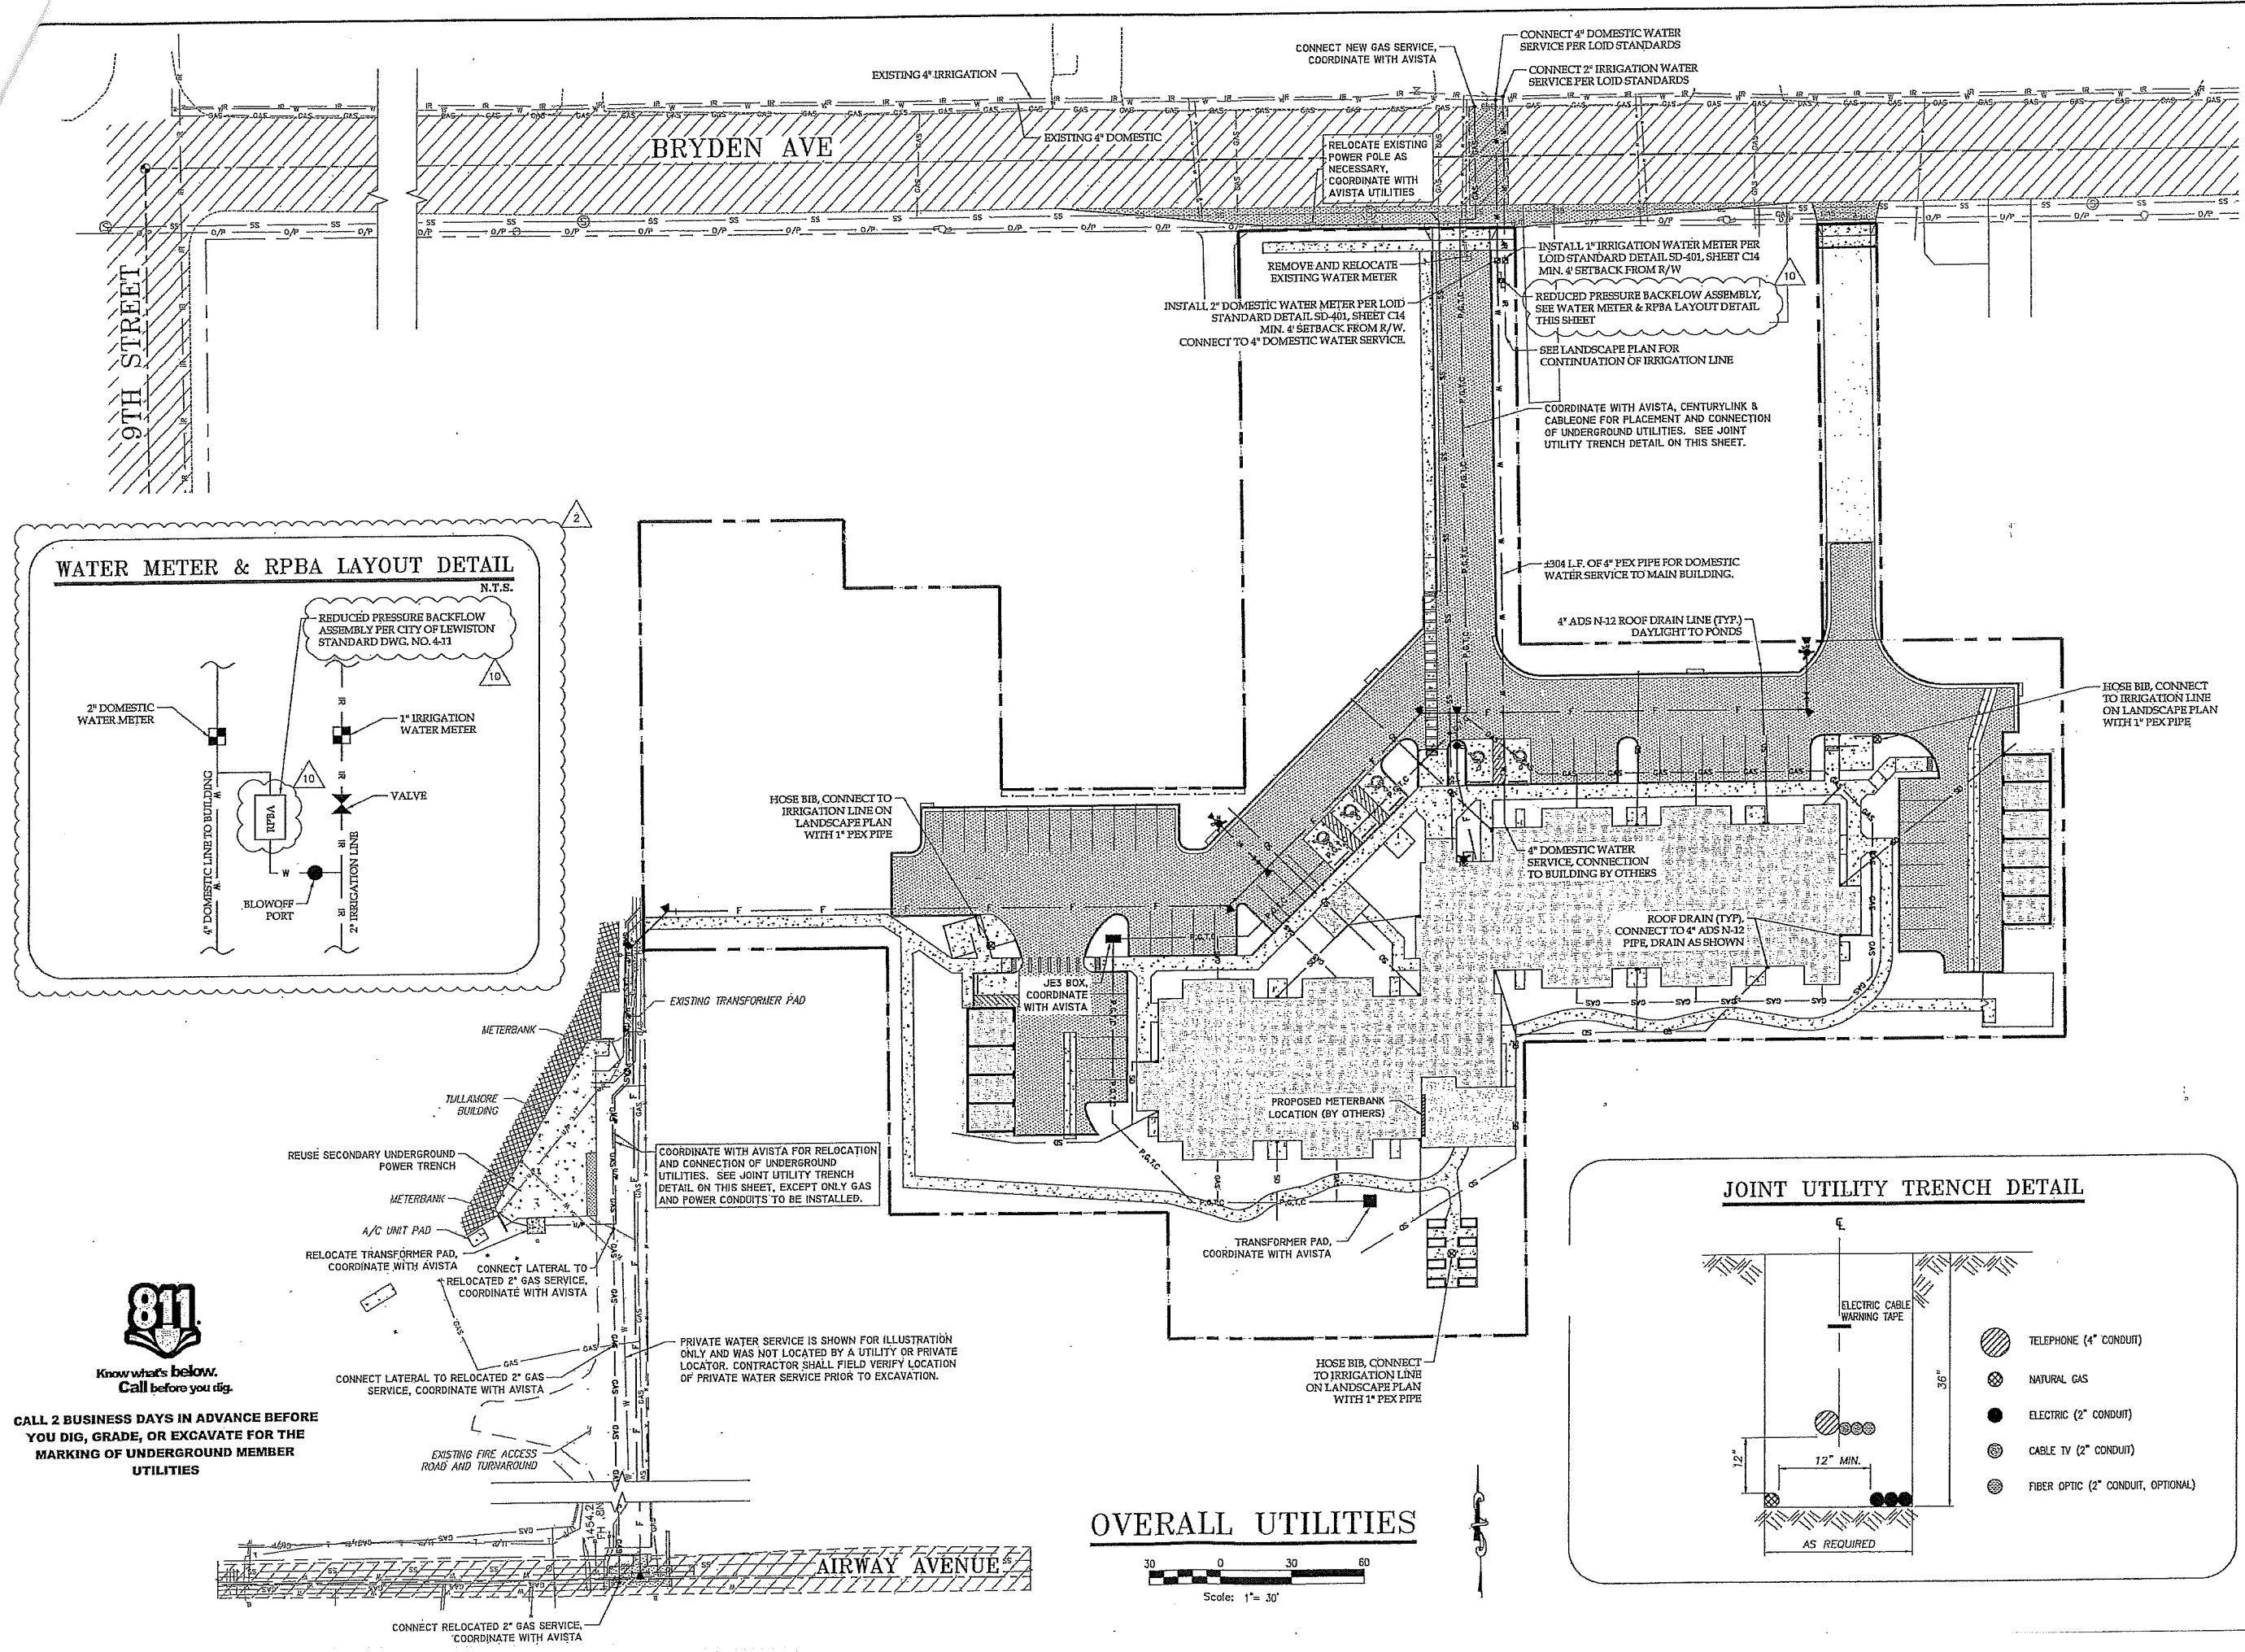 CONNECT 4" DOMESTIC WATER
SERVICE PER LOID STANDARDS
CONNECT NEW GAS SERVICE,
COORDINATE WITH AVISTA
CONNECT 2" IRRIGATION WATER
SERVICE PER LOID STANDARDS
EXISTING 4" IRRIGATION
EXISTING 4" DOMESTIC
BRYDEN AVE
RELOCATE EXISTING
POWER POLE AS
NECESSARY,
COORDINATE WITH
AVISTA UTILITIES
9TH STREET
REMOVE AND RELOCATE
EXISTING WATER METER
INSTALL 2" DOMESTIC WATER METER PER LOID
STANDARD DETAIL SD-401, SHEET C14
MIN. 4' SETBACK FROM R/W.
CONNECT TO 4" DOMESTIC WATER SERVICE.
INSTALL 1" IRRIGATION WATER METER PER
LOID STANDARD DETAIL SD-401, SHEET C14
MIN. 4' SETBACK FROM R/W
10
REDUCED PRESSURE BACKFLOW ASSEMBLY,
SEE WATER METER & RPBA LAYOUT DETAIL
THIS SHEET
SEE LANDSCAPE PLAN FOR
CONTINUATION OF IRRIGATION LINE
COORDINATE WITH AVISTA, CENTURYLINK &
CABLEONE FOR PLACEMENT AND CONNECTION
OF UNDERGROUND UTILITIES. SEE JOINT
UTILITY TRENCH DETAIL ON THIS SHEET.
±304 L.F. OF 4" PEX PIPE FOR DOMESTIC
WATER SERVICE TO MAIN BUILDING.
4" ADS N-12 ROOF DRAIN LINE (TYP.)
DAYLIGHT TO PONDS
HOSE BIB, CONNECT
TO IRRIGATION LINE
ON LANDSCAPE PLAN
WITH 1" PEX PIPE
2
WATER METER & RPBA LAYOUT DETAIL
N.T.S.
REDUCED PRESSURE BACKFLOW
ASSEMBLY PER CITY OF LEWISTON
STANDARD DWG. NO. 4-11
10
2" DOMESTIC
WATER METER
1" IRRIGATION
WATER METER
10
VALVE
RPBA
4" DOMESTIC LINE TO BUILDING
W
IR
2" IRRIGATION LINE
BLOWOFF
PORT
HOSE BIB, CONNECT TO
IRRIGATION LINE ON
LANDSCAPE PLAN
WITH 1" PEX PIPE
4" DOMESTIC WATER
SERVICE, CONNECTION
TO BUILDING BY OTHERS
ROOF DRAIN (TYP),
CONNECT TO 4" ADS N-12
PIPE, DRAIN AS SHOWN
JE3 BOX,
COORDINATE
WITH AVISTA
EXISTING TRANSFORMER PAD
METERBANK
TULLAMORE
BUILDING
REUSE SECONDARY UNDERGROUND
POWER TRENCH
METERBANK
A/C UNIT PAD
RELOCATE TRANSFORMER PAD,
COORDINATE WITH AVISTA
CONNECT LATERAL TO
RELOCATED 2" GAS SERVICE,
COORDINATE WITH AVISTA
COORDINATE WITH AVISTA FOR RELOCATION
AND CONNECTION OF UNDERGROUND
UTILITIES. SEE JOINT UTILITY TRENCH
DETAIL ON THIS SHEET, EXCEPT ONLY GAS
AND POWER CONDUITS TO BE INSTALLED.
PROPOSED METERBANK
LOCATION (BY OTHERS)
TRANSFORMER PAD,
COORDINATE WITH AVISTA
PRIVATE WATER SERVICE IS SHOWN FOR ILLUSTRATION
ONLY AND WAS NOT LOCATED BY A UTILITY OR PRIVATE
LOCATOR. CONTRACTOR SHALL FIELD VERIFY LOCATION
OF PRIVATE WATER SERVICE PRIOR TO EXCAVATION.
CONNECT LATERAL TO RELOCATED 2" GAS
SERVICE, COORDINATE WITH AVISTA
HOSE BIB, CONNECT
TO IRRIGATION LINE
ON LANDSCAPE PLAN
WITH 1" PEX PIPE
EXISTING FIRE ACCESS
ROAD AND TURNAROUND
811
Know what's below.
Call before you dig.
CALL 2 BUSINESS DAYS IN ADVANCE BEFORE
YOU DIG, GRADE, OR EXCAVATE FOR THE
MARKING OF UNDERGROUND MEMBER
UTILITIES
AIRWAY AVENUE
CONNECT RELOCATED 2" GAS SERVICE,
COORDINATE WITH AVISTA
OVERALL UTILITIES
30 0 30 60
Scale: 1"= 30'
JOINT UTILITY TRENCH DETAIL
ELECTRIC CABLE
WARNING TAPE
36"
12"
12" MIN.
AS REQUIRED
TELEPHONE (4" CONDUIT)
NATURAL GAS
ELECTRIC (2" CONDUIT)
CABLE TV (2" CONDUIT)
FIBER OPTIC (2" CONDUIT, OPTIONAL)